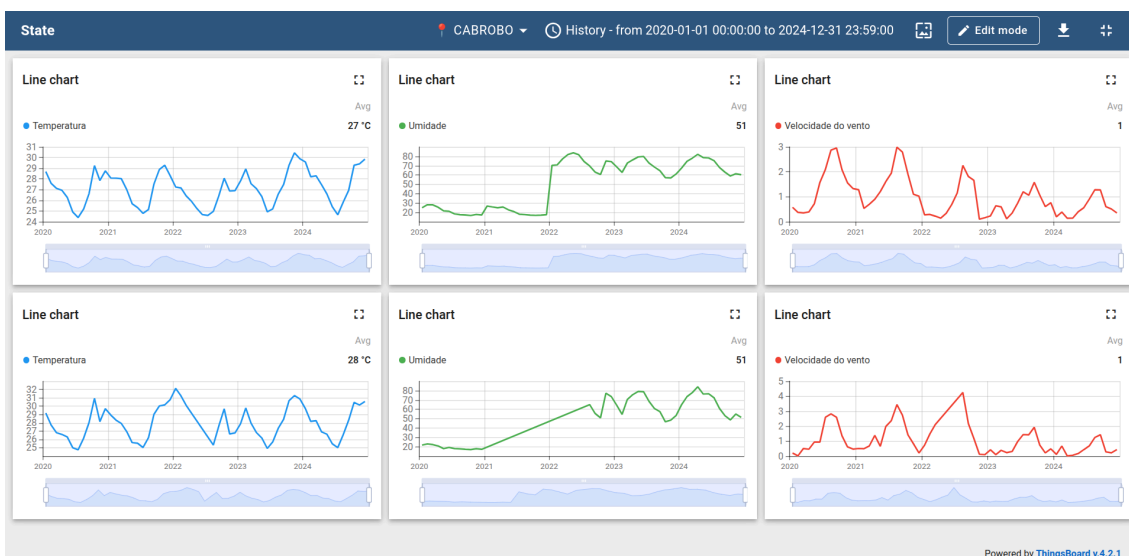 State
CABROBO
History - from 2020-01-01 00:00:00 to 2024-12-31 23:59:00
Edit mode
Line chart
Avg
Temperatura 27 °C
31
30
29
28
27
26
25
24
2020 2021 2022 2023 2024
Line chart
Avg
Umidade 51
80
70
60
50
40
30
20
2020 2021 2022 2023 2024
Line chart
Avg
Velocidade do vento 1
3
2
1
0
2020 2021 2022 2023 2024
Line chart
Avg
Temperatura 28 °C
32
31
30
29
28
27
26
25
2020 2021 2022 2023 2024
Line chart
Avg
Umidade 51
80
70
60
50
40
30
20
2020 2021 2022 2023 2024
Line chart
Avg
Velocidade do vento 1
5
4
3
2
1
0
2020 2021 2022 2023 2024
Powered by ThingsBoard v.4.2.1